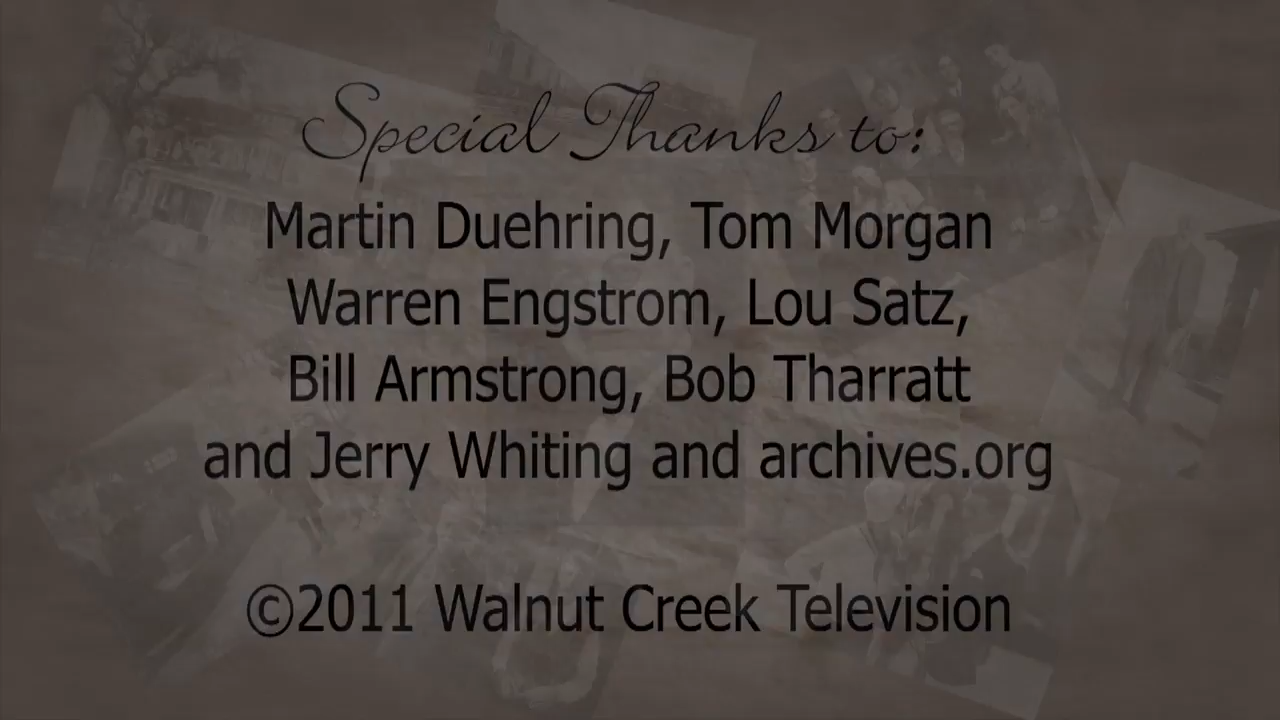 Special Thanks to:
Martin Duehring, Tom Morgan
Warren Engstrom, Lou Satz,
Bill Armstrong, Bob Tharratt
and Jerry Whiting and archives.org
©2011 Walnut Creek Television